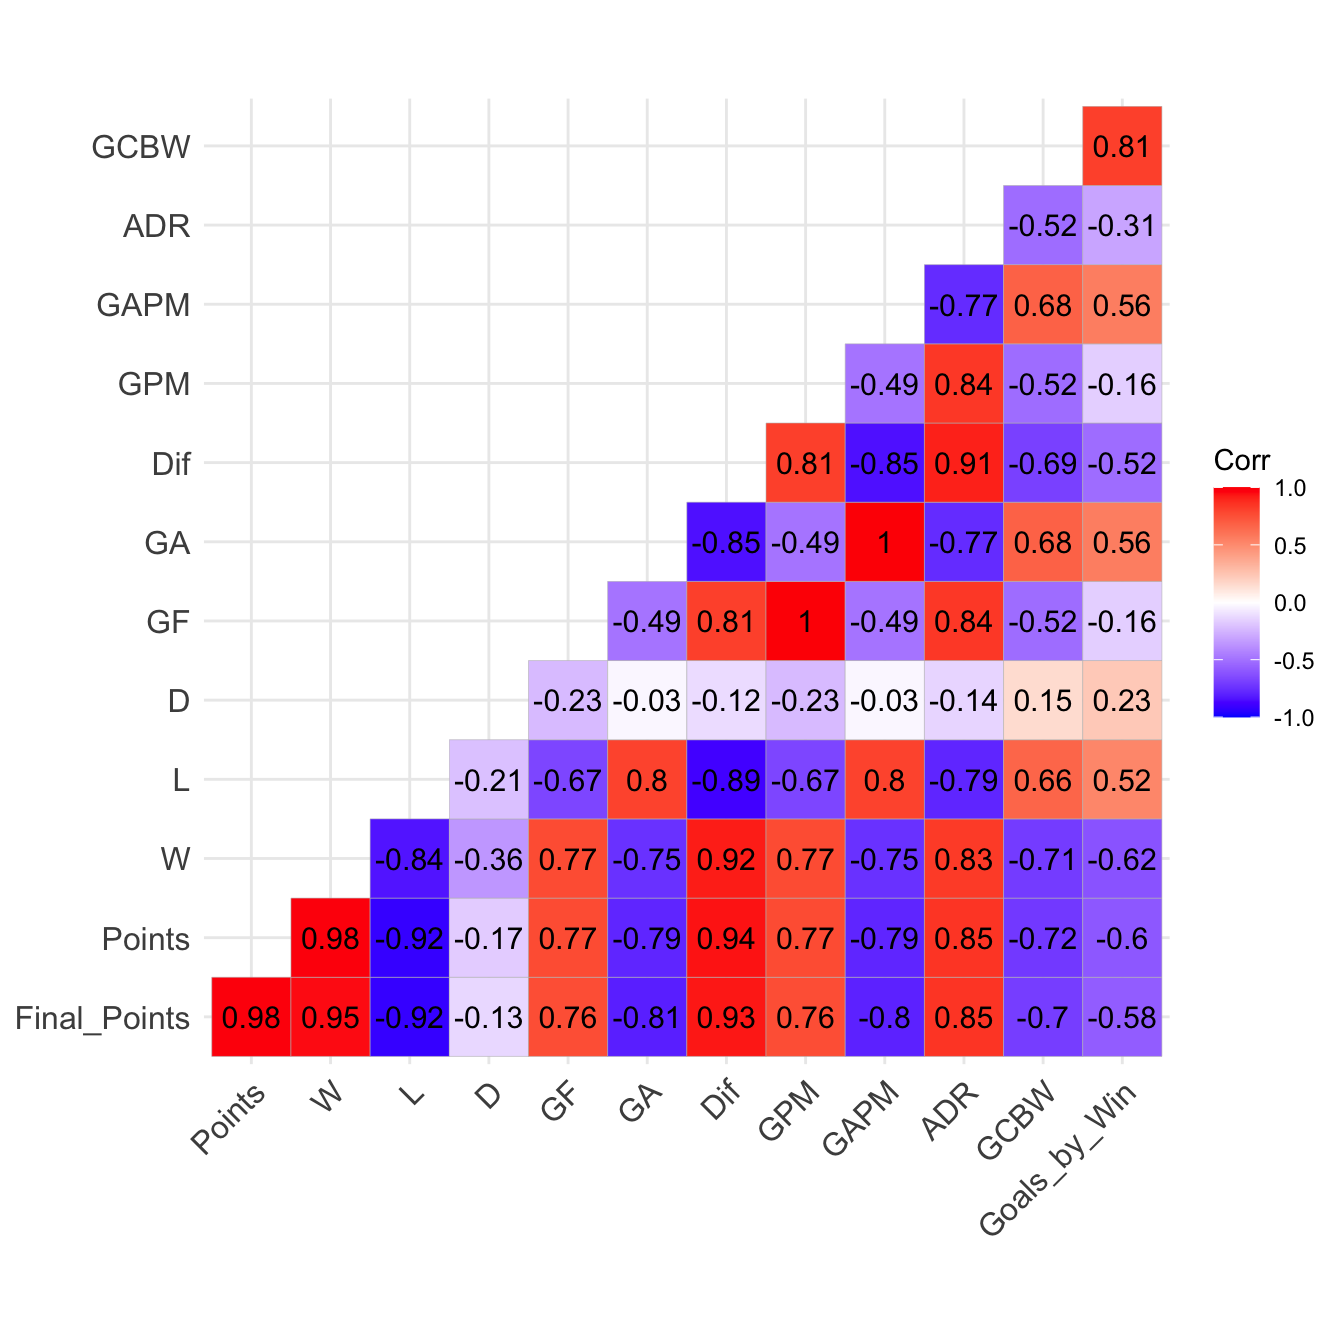 GCBW 0.81
ADR -0.52 -0.31
GAPM -0.77 0.68 0.56
GPM -0.49 0.84 -0.52 -0.16
Dif 0.81 -0.85 0.91 -0.69 -0.52
GA -0.85 -0.49 1 -0.77 0.68 0.56
GF -0.49 0.81 1 -0.49 0.84 -0.52 -0.16
D -0.23 -0.03 -0.12 -0.23 -0.03 -0.14 0.15 0.23
L -0.21 -0.67 0.8 -0.89 -0.67 0.8 -0.79 0.66 0.52
W -0.84 -0.36 0.77 -0.75 0.92 0.77 -0.75 0.83 -0.71 -0.62
Points 0.98 -0.92 -0.17 0.77 -0.79 0.94 0.77 -0.79 0.85 -0.72 -0.6
Final_Points 0.98 0.95 -0.92 -0.13 0.76 -0.81 0.93 0.76 -0.8 0.85 -0.7 -0.58
Points W L D GF GA Dif GPM GAPM ADR GCBW Goals_by_Win
Corr
1.0
0.5
0.0
-0.5
-1.0